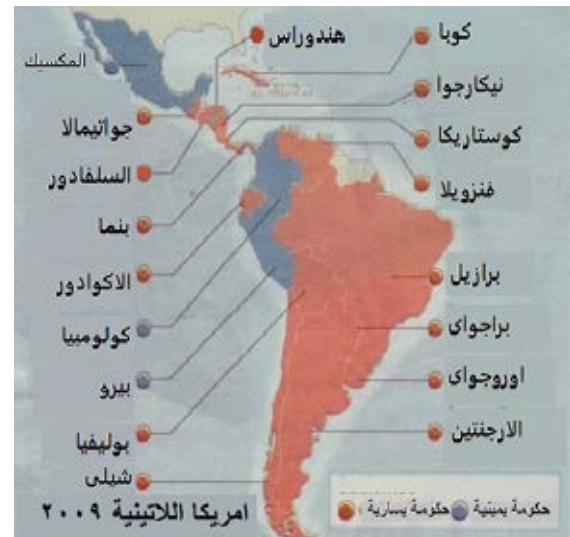 هندوراس
كوبا
المكسيك
نيكارجوا
جواتيمالا
كوستاريكا
السلفادور
فنزويلا
بنما
برازيل
الاكوادور
براجواى
كولومبيا
اوروجواى
بيرو
الارجنتين
بوليفيا
شيلى
امريكا اللاتينية ٢٠٠٩
حكومة يسارية حكومة يمينية